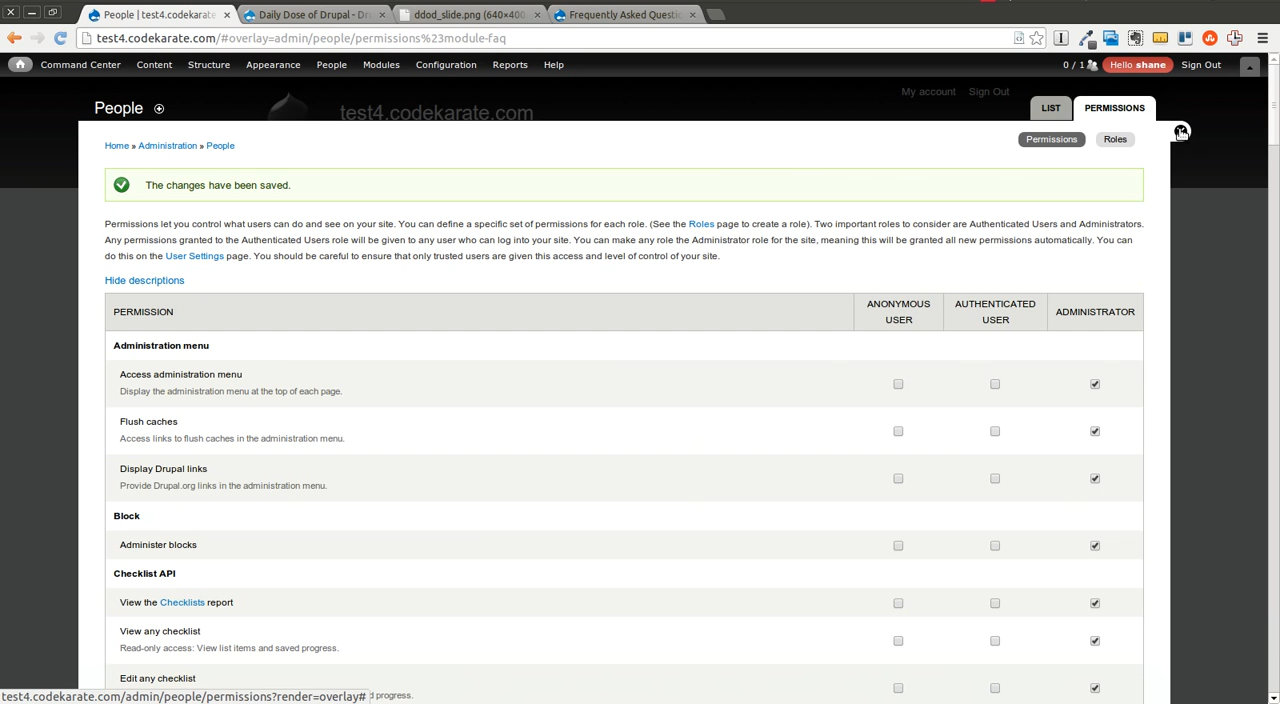 People | test4.codekarate
Daily Dose of Drupal - Dr
ddod_slide.png (640×400
Frequently Asked Questic
test4.codekarate.com/#overlay=admin/people/permissions%23module-faq
Command Center Content Structure Appearance People Modules Configuration Reports Help
0 / 1 Hello shane Sign Out
My account Sign Out
People
test4.codekarate.com
LIST PERMISSIONS
Home » Administration » People
Permissions Roles
The changes have been saved.
Permissions let you control what users can do and see on your site. You can define a specific set of permissions for each role. (See the Roles page to create a role). Two important roles to consider are Authenticated Users and Administrators.
Any permissions granted to the Authenticated Users role will be given to any user who can log into your site. You can make any role the Administrator role for the site, meaning this will be granted all new permissions automatically. You can
do this on the User Settings page. You should be careful to ensure that only trusted users are given this access and level of control of your site.
Hide descriptions
PERMISSION
ANONYMOUS
USER
AUTHENTICATED
USER
ADMINISTRATOR
Administration menu
Access administration menu
Display the administration menu at the top of each page.
Flush caches
Access links to flush caches in the administration menu.
Display Drupal links
Provide Drupal.org links in the administration menu.
Block
Administer blocks
Checklist API
View the Checklists report
View any checklist
Read-only access: View list items and saved progress.
Edit any checklist
d progress.
test4.codekarate.com/admin/people/permissions?render=overlay#